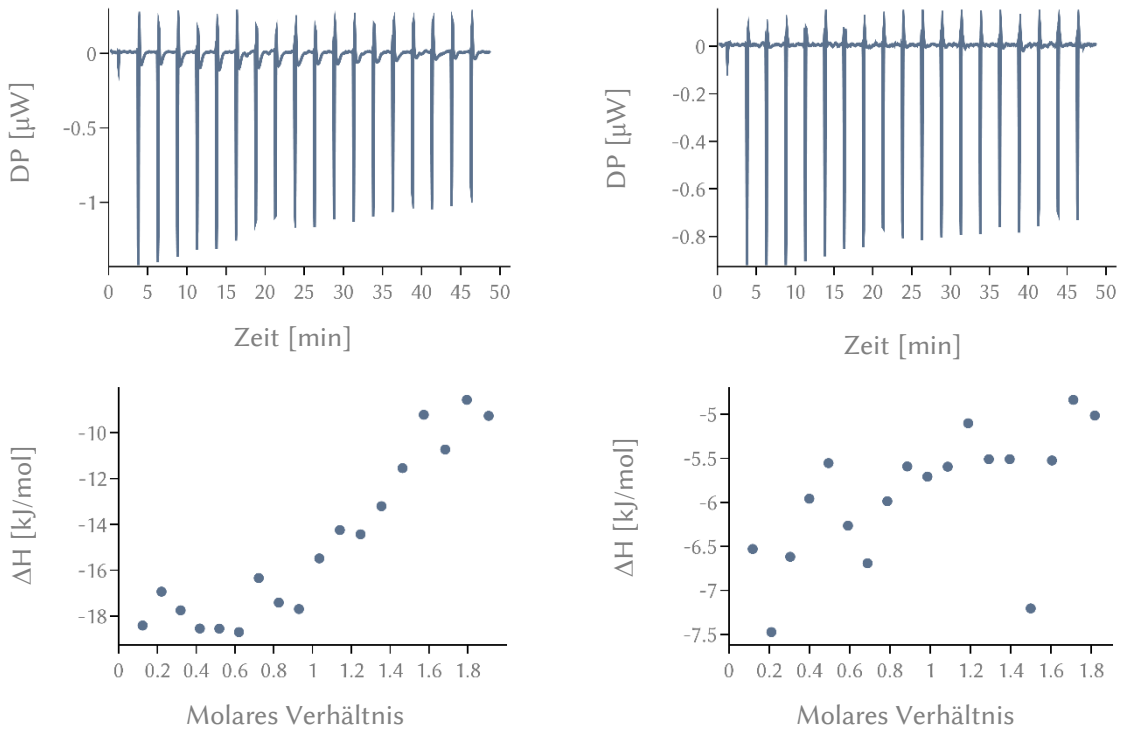 0
-0.5
-1
DP [µW]
0 5 10 15 20 25 30 35 40 45 50
Zeit [min]
0
-0.2
-0.4
-0.6
-0.8
DP [µW]
0 5 10 15 20 25 30 35 40 45 50
Zeit [min]
-10
-12
-14
-16
-18
ΔH [kJ/mol]
0 0.2 0.4 0.6 0.8 1 1.2 1.4 1.6 1.8
Molares Verhältnis
-5
-5.5
-6
-6.5
-7
-7.5
ΔH [kJ/mol]
0 0.2 0.4 0.6 0.8 1 1.2 1.4 1.6 1.8
Molares Verhältnis